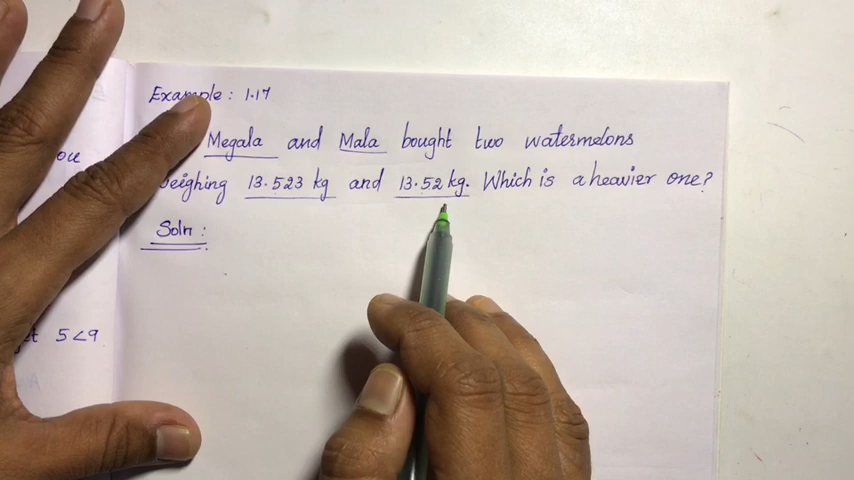 Example: 1.17
Megala and Mala bought two watermelons
weighing 13.523 kg and 13.52 kg. Which is a heavier one?
Soln:
5<9